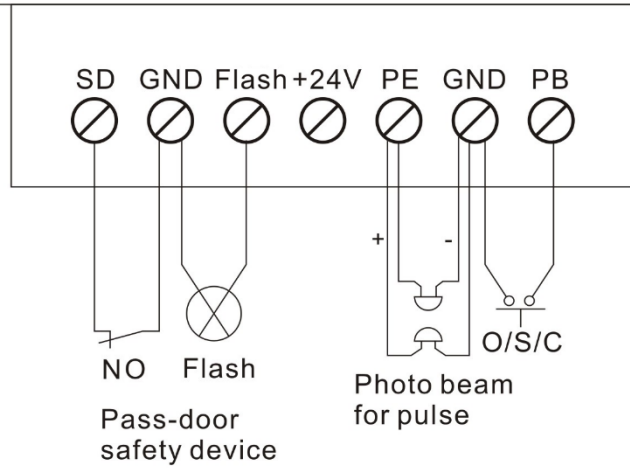 SD GND Flash +24V PE GND PB
+ -
NO Flash O/S/C
Pass-door
safety device
Photo beam
for pulse